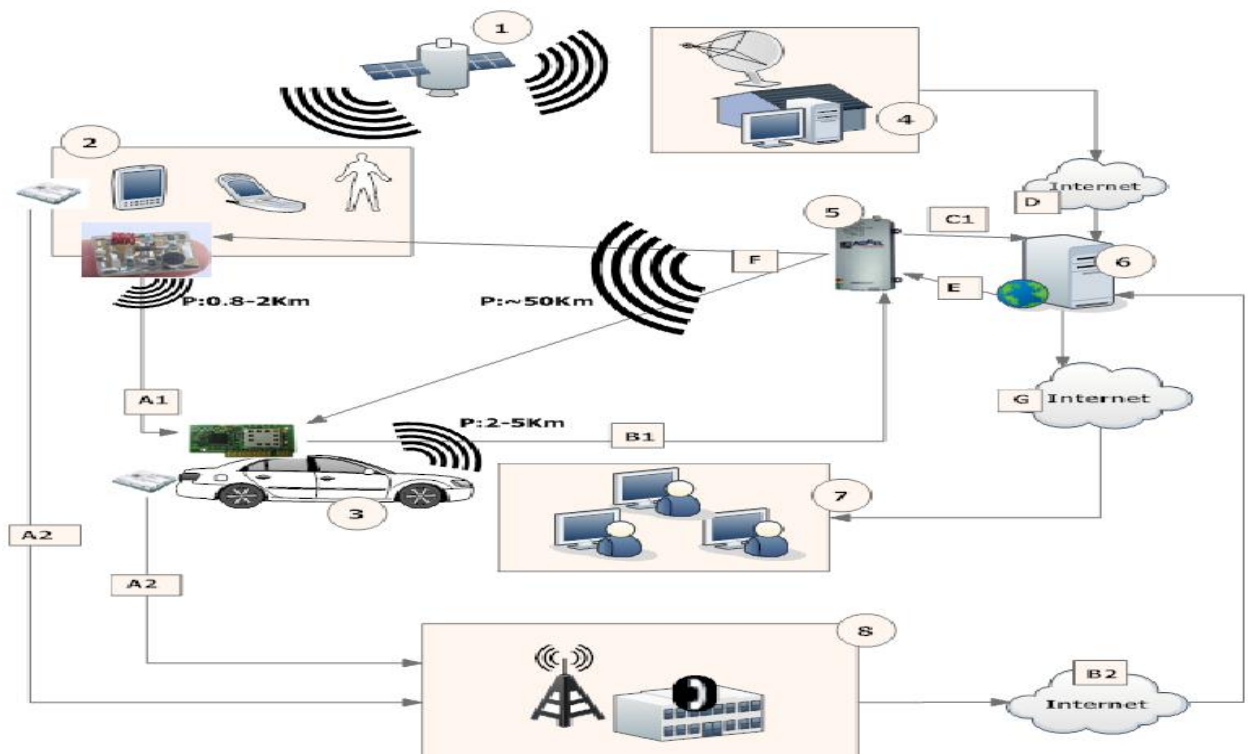 1
4
2
Internet
D
5
C1
6
F
E
P:0.8-2Km
P:~50Km
A1
G
Internet
P:2-5Km
B1
7
3
A2
A2
8
B2
Internet